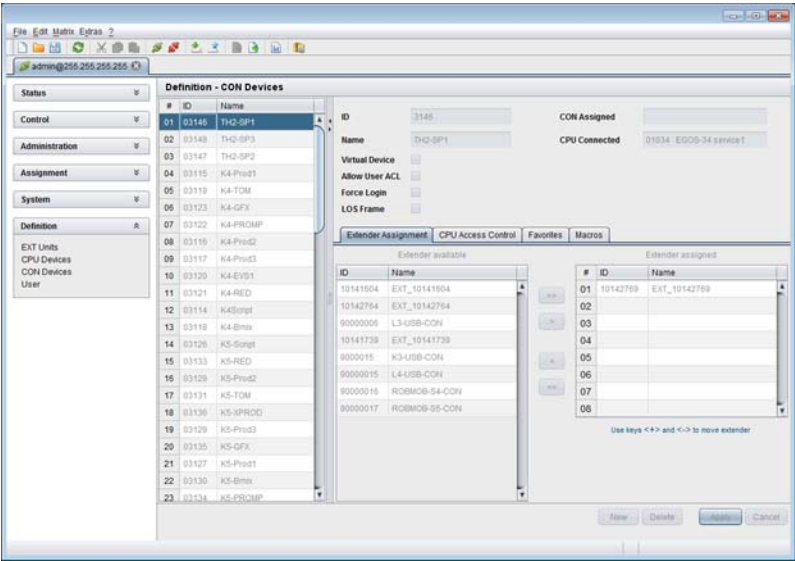 File Edit Matrix Extras ?
admin@255.255.255.255
Status
Control
Administration
Assignment
System
Definition
EXT Units
CPU Devices
CON Devices
User
Definition - CON Devices
# ID Name
01 03146 TH2-SP1
02 03148 TH2-SP3
03 03147 TH2-SP2
04 03115 K4-Prod1
05 03119 K4-TOM
06 03123 K4-GFX
07 03122 K4-PROMP
08 03116 K4-Prod2
09 03117 K4-Prod3
10 03120 K4-EVS1
11 03121 K4-RED
12 03114 K4Script
13 03118 K4-Bmix
14 03126 K5-Script
15 03133 K5-RED
16 03128 K5-Prod2
17 03131 K5-TOM
18 03136 K5-XPROD
19 03129 K5-Prod3
20 03135 K5-GFX
21 03127 K5-Prod1
22 03130 K5-Bmix
23 03134 K5-PROMP
ID 3146 CON Assigned
Name TH2-SP1 CPU Connected 01034 EGOS-34 service1
Virtual Device
Allow User ACL
Force Login
LOS Frame
Extender Assignment CPU Access Control Favorites Macros
Extender available
ID Name
10141604 EXT_10141604
10142764 EXT_10142764
90000006 L3-USB-CON
10141739 EXT_10141739
9000015 K3-USB-CON
90000015 L4-USB-CON
90000016 ROBMOB-S4-CON
90000017 ROBMOB-S5-CON
>>
>
<
<<
Extender assigned
# ID Name
01 10142769 EXT_10142769
02
03
04
05
06
07
08
Use keys <+> and <-> to move extender
New Delete Apply Cancel